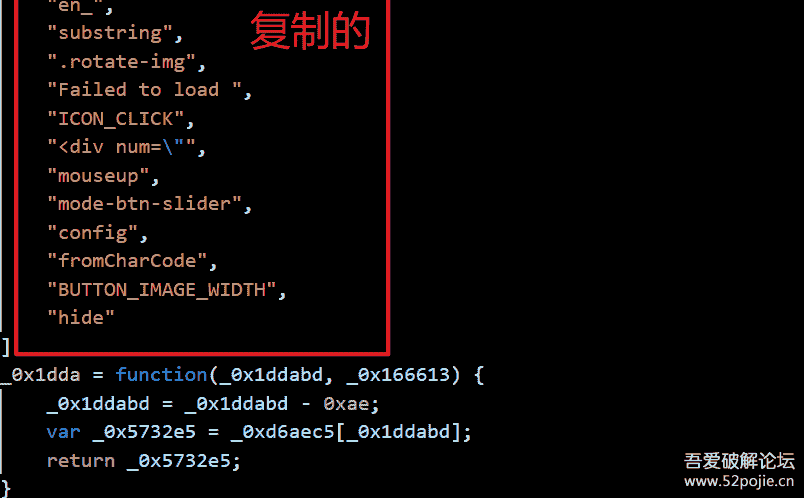 "en_",
"substring",
复制的
".rotate-img",
"Failed to load ",
"ICON_CLICK",
"<div num=\"",
"mouseup",
"mode-btn-slider",
"config",
"fromCharCode",
"BUTTON_IMAGE_WIDTH",
"hide"
]
_0x1dda = function(_0x1ddabd, _0x166613) {
_0x1ddabd = _0x1ddabd - 0xae;
var _0x5732e5 = _0xd6aec5[_0x1ddabd];
return _0x5732e5;
}
吾爱破解论坛
www.52pojie.cn